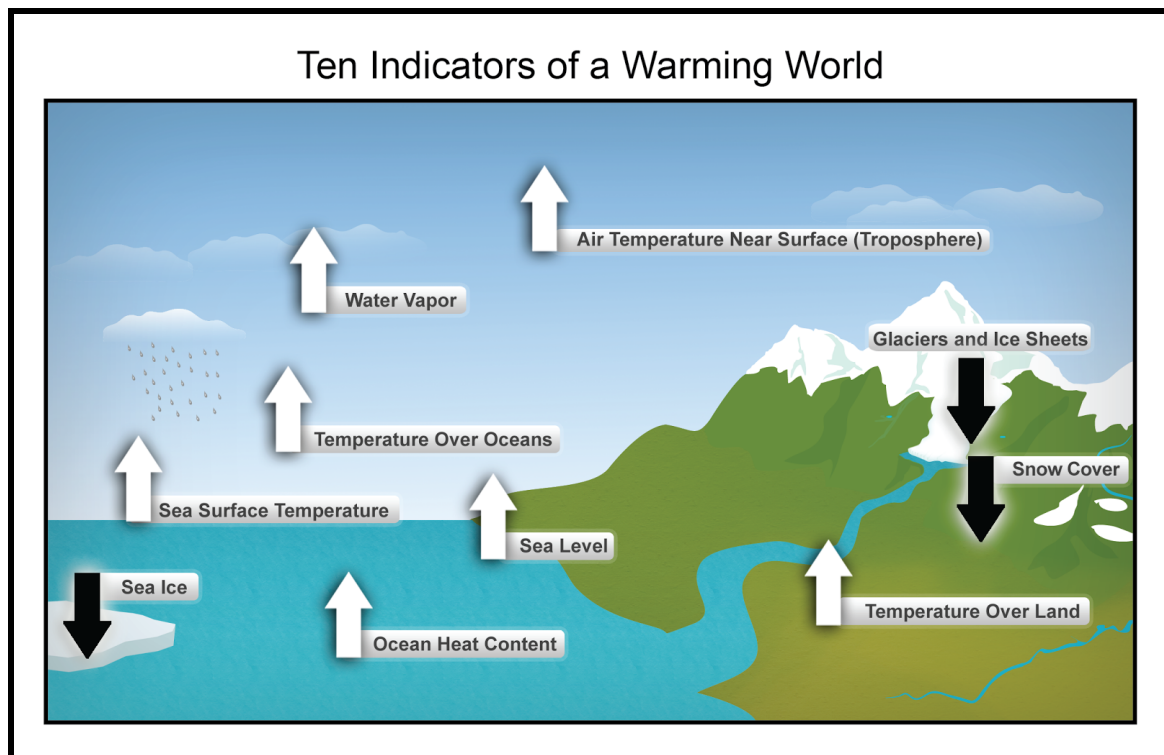 Ten Indicators of a Warming World
Air Temperature Near Surface (Troposphere)
Water Vapor
Glaciers and Ice Sheets
Temperature Over Oceans
Snow Cover
Sea Surface Temperature
Sea Level
Sea Ice
Temperature Over Land
Ocean Heat Content